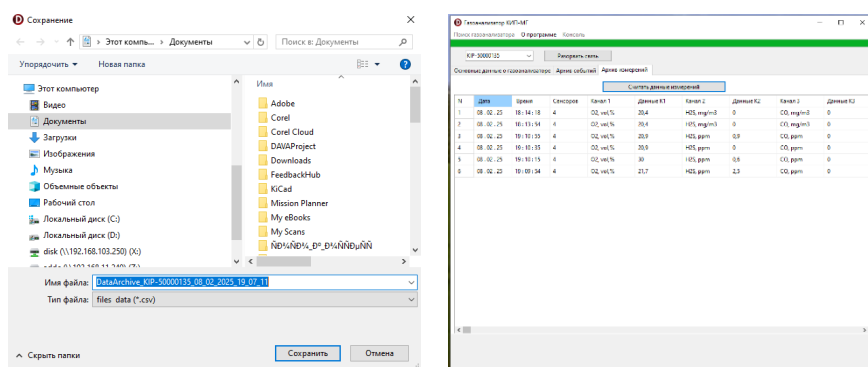 Сохранение
Этот компь... > Документы
Поиск в: Документы
Упорядочить
Новая папка
Этот компьютер
Видео
Документы
Загрузки
Изображения
Музыка
Объемные объекты
Рабочий стол
Локальный диск (C:)
Локальный диск (D:)
disk (\\192.168.103.250) (X:)
Имя
Adobe
Corel
Corel Cloud
DAVAProject
Downloads
FeedbackHub
KiCad
Mission Planner
My eBooks
My Scans
Имя файла: DataArchive_KIP-50000135_08_02_2025_19_07_11
Тип файла: files data (*.csv)
Скрыть папки
Сохранить
Отмена
Газоанализатор КИП-МГ
Поиск газоанализатора О программе Консоль
KIP-50000135
Разорвать связь
Основные данные о газоанализаторе Архив событий Архив измерений
Считать данные измерений
N Дата Время Сенсоров Канал 1 Данные K1 Канал 2 Данные K2 Канал 3 Данные K3
1 08 . 02 . 25 18 : 14 : 18 4 O2, vol,% 20,4 H2S, mg/m3 0 CO, mg/m3 0
2 08 . 02 . 25 18 : 13 : 54 4 O2, vol,% 20,4 H2S, mg/m3 0 CO, mg/m3 0
3 08 . 02 . 25 19 : 10 : 55 4 O2, vol,% 20,9 H2S, ppm 0,9 CO, ppm 0
4 08 . 02 . 25 19 : 10 : 35 4 O2, vol,% 20,9 H2S, ppm 0 CO, ppm 0
5 08 . 02 . 25 19 : 10 : 15 4 O2, vol,% 30 H2S, ppm 0,6 CO, ppm 0
6 08 . 02 . 25 19 : 09 : 54 4 O2, vol,% 21,7 H2S, ppm 2,3 CO, ppm 0